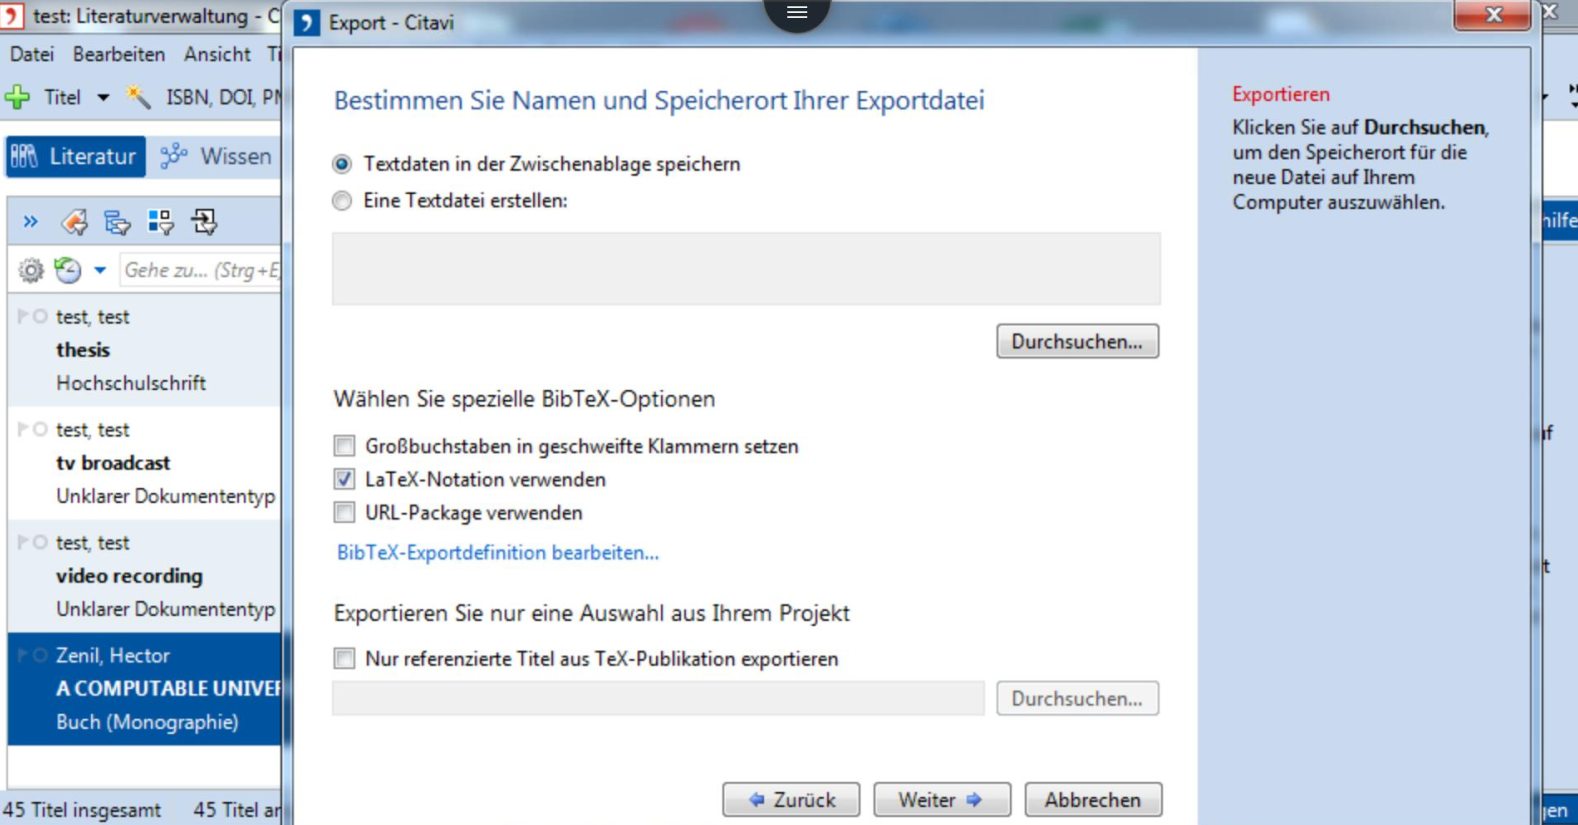 test: Literaturverwaltung - C
Datei Bearbeiten Ansicht Ti
Titel ISBN, DOI, PM
Literatur Wissen
Gehe zu... (Strg+E)
test, test
thesis
Hochschulschrift
test, test
tv broadcast
Unklarer Dokumententyp
test, test
video recording
Unklarer Dokumententyp
Zenil, Hector
A COMPUTABLE UNIVER
Buch (Monographie)
45 Titel insgesamt 45 Titel an
Export - Citavi
Bestimmen Sie Namen und Speicherort Ihrer Exportdatei
Textdaten in der Zwischenablage speichern
Eine Textdatei erstellen:
Durchsuchen...
Wählen Sie spezielle BibTeX-Optionen
Großbuchstaben in geschweifte Klammern setzen
LaTeX-Notation verwenden
URL-Package verwenden
BibTeX-Exportdefinition bearbeiten...
Exportieren Sie nur eine Auswahl aus Ihrem Projekt
Nur referenzierte Titel aus TeX-Publikation exportieren
Durchsuchen...
Zurück Weiter Abbrechen
Exportieren
Klicken Sie auf Durchsuchen,
um den Speicherort für die
neue Datei auf Ihrem
Computer auszuwählen.
hilfe